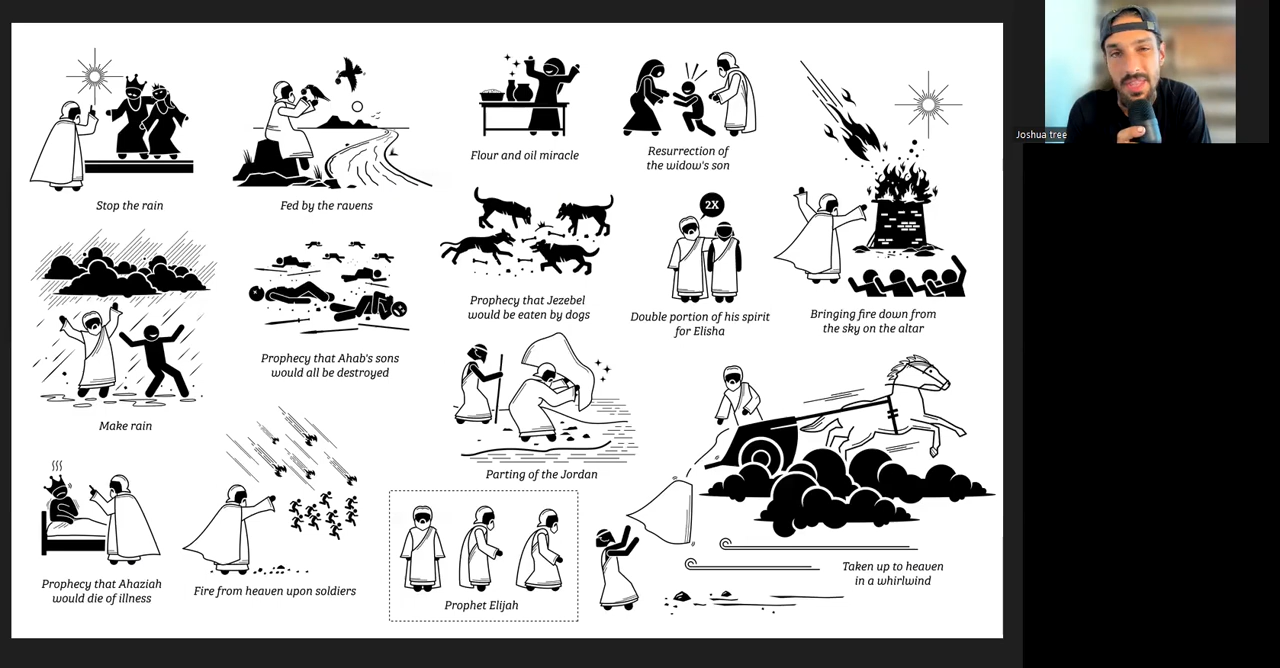 Joshua tree
Stop the rain
Fed by the ravens
Flour and oil miracle
Resurrection of
the widow's son
2X
Make rain
Prophecy that Ahab's sons
would all be destroyed
Prophecy that Jezebel
would be eaten by dogs
Double portion of his spirit
for Elisha
Bringing fire down from
the sky on the altar
Parting of the Jordan
Prophecy that Ahaziah
would die of illness
Fire from heaven upon soldiers
Prophet Elijah
Taken up to heaven
in a whirlwind